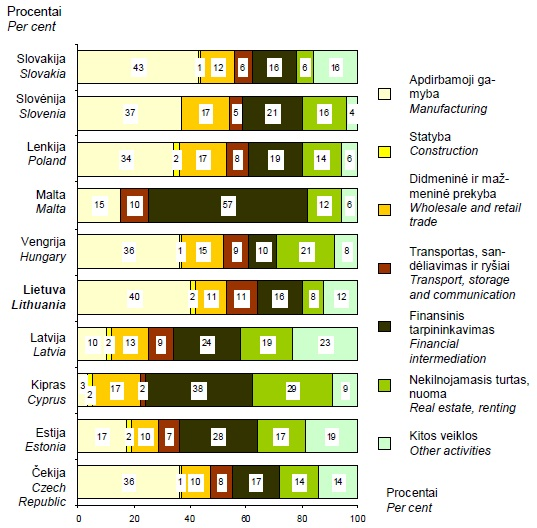 Procentai
Per cent
Slovakija
Slovakia
43 1 12 6 16 6 16
Slovėnija
Slovenia
37 17 5 21 16 4
Lenkija
Poland
34 2 17 8 19 14 6
Malta
Malta
15 10 57 12 6
Vengrija
Hungary
36 1 15 9 10 21 8
Lietuva
Lithuania
40 2 11 11 16 8 12
Latvija
Latvia
10 2 13 9 24 19 23
Kipras
Cyprus
3 2 17 2 38 29 9
Estija
Estonia
17 2 10 7 28 17 19
Čekija
Czech
Republic
36 1 10 8 17 14 14
0 20 40 60 80 100
Apdirbamoji ga-
myba
Manufacturing
Statyba
Construction
Didmeninė ir maž-
meninė prekyba
Wholesale and retail
trade
Transportas, san-
dėliavimas ir ryšiai
Transport, storage
and communication
Finansinis
tarpininkavimas
Financial
intermediation
Nekilnojamasis turtas,
nuoma
Real estate, renting
Kitos veiklos
Other activities
Procentai
Per cent